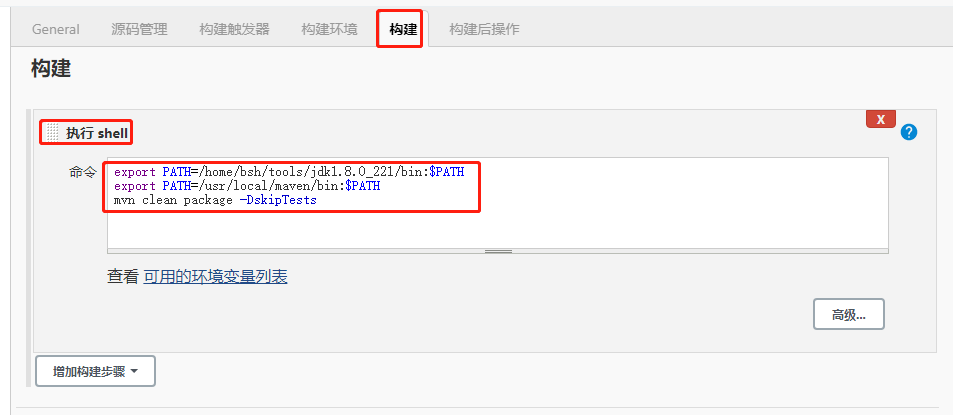 General 源码管理 构建触发器 构建环境 构建 构建后操作
构建
执行 shell
X
?
命令
export PATH=/home/bsh/tools/jdk1.8.0_221/bin:$PATH
export PATH=/usr/local/maven/bin:$PATH
mvn clean package -DskipTests
查看 可用的环境变量列表
高级...
增加构建步骤